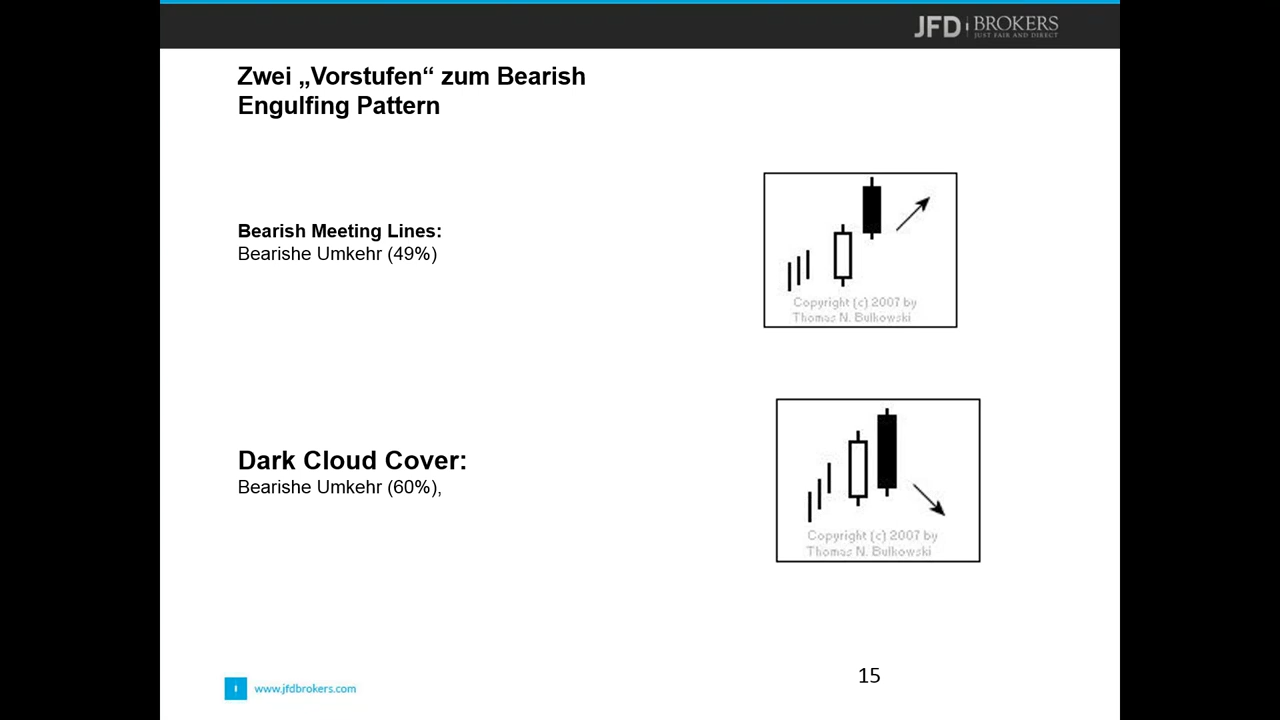 JFD BROKERS
JUST FAIR AND DIRECT
Zwei „Vorstufen“ zum Bearish
Engulfing Pattern
Bearish Meeting Lines:
Bearishe Umkehr (49%)
Copyright (c) 2007 by
Thomas N. Bulkowski
Dark Cloud Cover:
Bearishe Umkehr (60%),
Copyright (c) 2007 by
Thomas N. Bulkowski
15
www.jfdbrokers.com